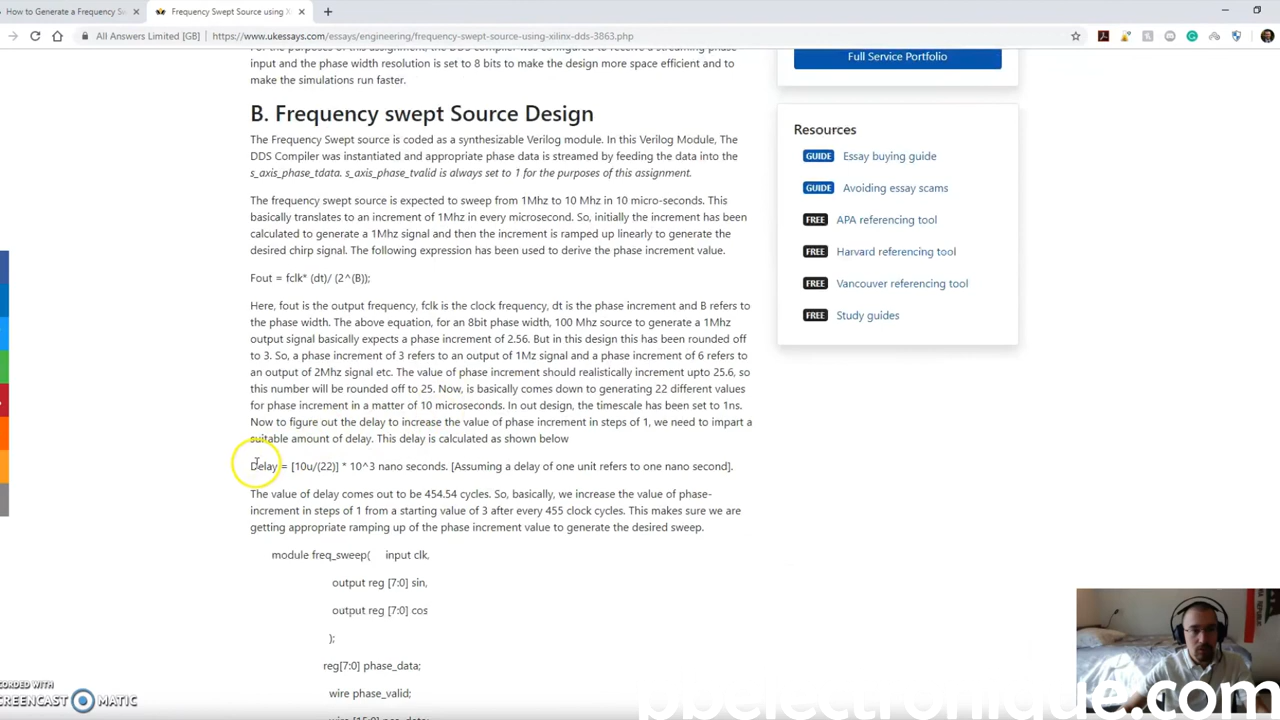 How to Generate a Frequency S
Frequency Swept Source using X
All Answers Limited [GB]
https://www.ukessays.com/essays/engineering/frequency-swept-source-using-xilinx-dds-3863.php
For the purposes of this assignment, the DDS compiler was configured to receive a streaming phase
input and the phase width resolution is set to 8 bits to make the design more space efficient and to
make the simulations run faster.
B. Frequency swept Source Design
The Frequency Swept source is coded as a synthesizable Verilog module. In this Verilog Module, The
DDS Compiler was instantiated and appropriate phase data is streamed by feeding the data into the
s_axis_phase_tdata. s_axis_phase_tvalid is always set to 1 for the purposes of this assignment.
The frequency swept source is expected to sweep from 1Mhz to 10 Mhz in 10 micro-seconds. This
basically translates to an increment of 1Mhz in every microsecond. So, initially the increment has been
calculated to generate a 1Mhz signal and then the increment is ramped up linearly to generate the
desired chirp signal. The following expression has been used to derive the phase increment value.
Fout = fclk* (dt)/ (2^(B));
Here, fout is the output frequency, fclk is the clock frequency, dt is the phase increment and B refers to
the phase width. The above equation, for an 8bit phase width, 100 Mhz source to generate a 1Mhz
output signal basically expects a phase increment of 2.56. But in this design this has been rounded off
to 3. So, a phase increment of 3 refers to an output of 1Mz signal and a phase increment of 6 refers to
an output of 2Mhz signal etc. The value of phase increment should realistically increment upto 25.6, so
this number will be rounded off to 25. Now, is basically comes down to generating 22 different values
for phase increment in a matter of 10 microseconds. In out design, the timescale has been set to 1ns.
Now to figure out the delay to increase the value of phase increment in steps of 1, we need to impart a
suitable amount of delay. This delay is calculated as shown below
Delay = [10u/(22)] * 10^3 nano seconds. [Assuming a delay of one unit refers to one nano second].
The value of delay comes out to be 454.54 cycles. So, basically, we increase the value of phase-
increment in steps of 1 from a starting value of 3 after every 455 clock cycles. This makes sure we are
getting appropriate ramping up of the phase increment value to generate the desired sweep.
module freq_sweep( input clk,
output reg [7:0] sin,
output reg [7:0] cos
);
reg[7:0] phase_data;
wire phase_valid;
Full Service Portfolio
Resources
GUIDE Essay buying guide
GUIDE Avoiding essay scams
FREE APA referencing tool
FREE Harvard referencing tool
FREE Vancouver referencing tool
FREE Study guides
CORDED WITH
CREENCAST MATIC
pbelectronique.com